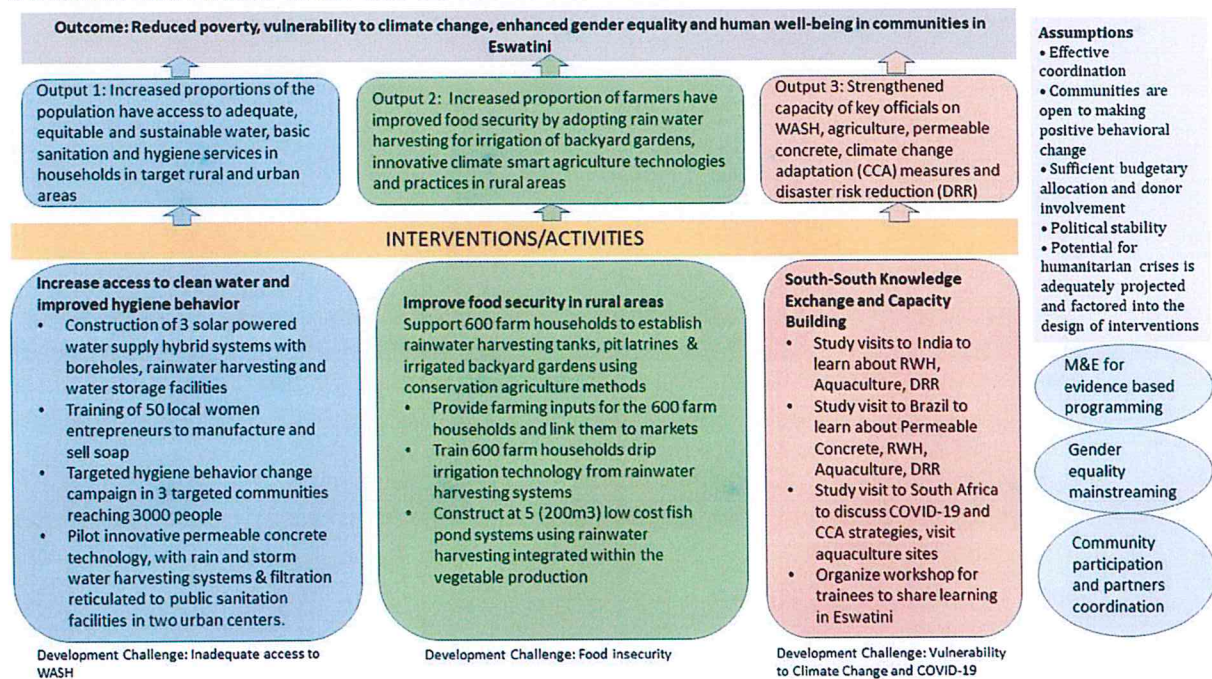 Outcome: Reduced poverty, vulnerability to climate change, enhanced gender equality and human well-being in communities in
Eswatini
Output 1: Increased proportions of the
population have access to adequate,
equitable and sustainable water, basic
sanitation and hygiene services in
households in target rural and urban
areas
Output 2:  Increased proportion of farmers have
improved food security by adopting rain water
harvesting for irrigation of backyard gardens,
innovative climate smart agriculture technologies
and practices in rural areas
Output 3: Strengthened
capacity of key officials on
WASH, agriculture, permeable
concrete, climate change
adaptation (CCA) measures and
disaster risk reduction (DRR)
INTERVENTIONS/ACTIVITIES
Increase access to clean water and
improved hygiene behavior
• Construction of 3 solar powered
water supply hybrid systems with
boreholes, rainwater harvesting and
water storage facilities
• Training of 50 local women
entrepreneurs to manufacture and
sell soap
• Targeted hygiene behavior change
campaign in 3 targeted communities
reaching 3000 people
• Pilot innovative permeable concrete
technology, with rain and storm
water harvesting systems & filtration
reticulated to public sanitation
facilities in two urban centers.
Development Challenge: Inadequate access to
WASH
Improve food security in rural areas
Support 600 farm households to establish
rainwater harvesting tanks, pit latrines & 
irrigated backyard gardens using
conservation agriculture methods
• Provide farming inputs for the 600 farm
households and link them to markets
• Train 600 farm households drip
irrigation technology from rainwater
harvesting systems
• Construct at 5 (200m3) low cost fish
pond systems using rainwater
harvesting integrated within the
vegetable production
Development Challenge: Food insecurity
South-South Knowledge
Exchange and Capacity
Building
• Study visits to India to
learn about RWH,
Aquaculture, DRR
• Study visit to Brazil to
learn about Permeable
Concrete, RWH,
Aquaculture, DRR
• Study visit to South Africa
to discuss COVID-19 and
CCA strategies, visit
aquaculture sites
• Organize workshop for
trainees to share learning
in Eswatini
Development Challenge: Vulnerability
to Climate Change and COVID-19
Assumptions
• Effective
coordination
• Communities are
open to making
positive behavioral
change
• Sufficient budgetary
allocation and donor
involvement
• Political stability
• Potential for
humanitarian crises is
adequately projected
and factored into the
design of interventions
M&E for
evidence based
programming
Gender
equality
mainstreaming
Community
participation
and partners
coordination